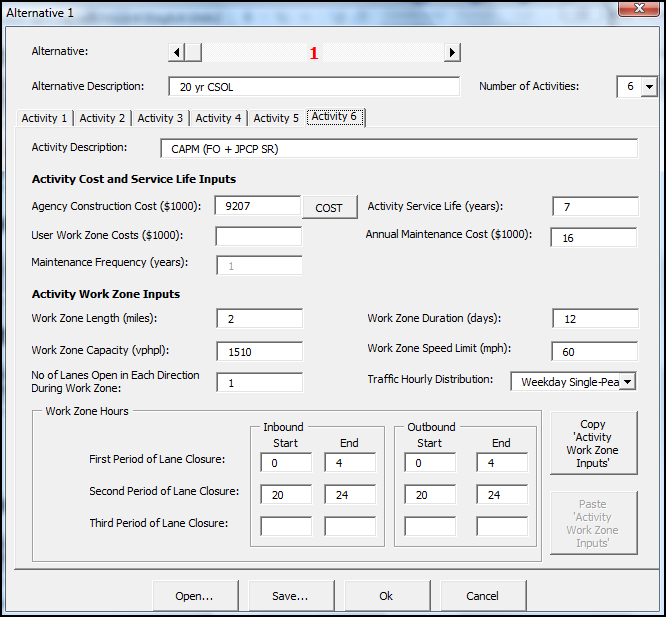 Alternative 1
Alternative: 1
Alternative Description: 20 yr CSOL Number of Activities: 6
Activity 1 Activity 2 Activity 3 Activity 4 Activity 5 Activity 6
Activity Description: CAPM (FO + JPCP SR)
Activity Cost and Service Life Inputs
Agency Construction Cost ($1000): 9207 COST Activity Service Life (years): 7
User Work Zone Costs ($1000): Annual Maintenance Cost ($1000): 16
Maintenance Frequency (years): 1
Activity Work Zone Inputs
Work Zone Length (miles): 2 Work Zone Duration (days): 12
Work Zone Capacity (vphpl): 1510 Work Zone Speed Limit (mph): 60
No of Lanes Open in Each Direction
During Work Zone: 1 Traffic Hourly Distribution: Weekday Single-Pea
Work Zone Hours
Inbound Outbound
Start End Start End
First Period of Lane Closure: 0 4 0 4
Second Period of Lane Closure: 20 24 20 24
Third Period of Lane Closure:
Copy
'Activity
Work Zone
Inputs'
Paste
'Activity
Work Zone
Inputs'
Open... Save... Ok Cancel